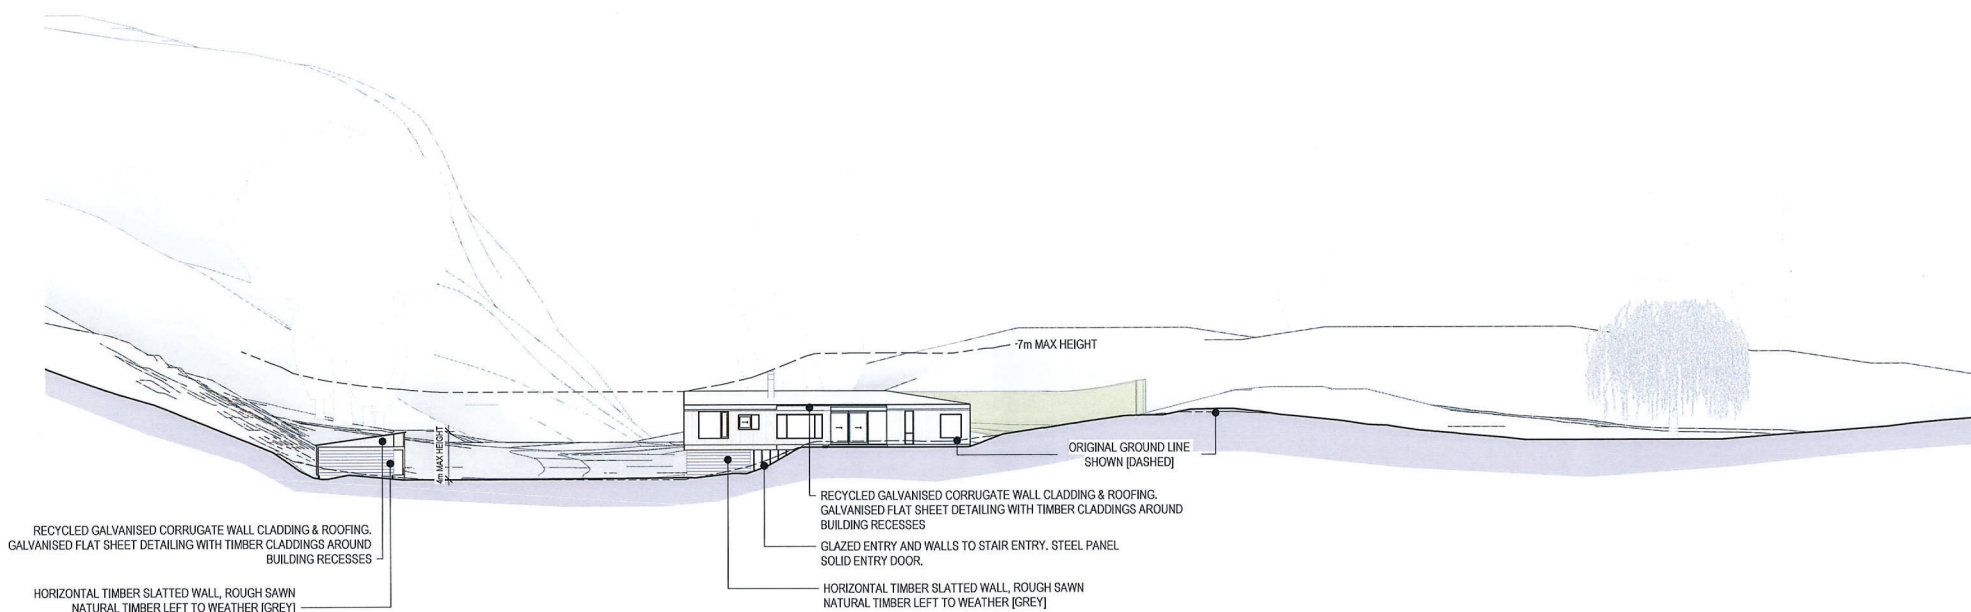 -7m MAX HEIGHT
4m MAX HEIGHT
ORIGINAL GROUND LINE
SHOWN [DASHED]
RECYCLED GALVANISED CORRUGATE WALL CLADDING & ROOFING.
GALVANISED FLAT SHEET DETAILING WITH TIMBER CLADDINGS AROUND
BUILDING RECESSES
GLAZED ENTRY AND WALLS TO STAIR ENTRY. STEEL PANEL
SOLID ENTRY DOOR.
HORIZONTAL TIMBER SLATTED WALL, ROUGH SAWN
NATURAL TIMBER LEFT TO WEATHER [GREY]
RECYCLED GALVANISED CORRUGATE WALL CLADDING & ROOFING.
GALVANISED FLAT SHEET DETAILING WITH TIMBER CLADDINGS AROUND
BUILDING RECESSES
HORIZONTAL TIMBER SLATTED WALL, ROUGH SAWN
NATURAL TIMBER LEFT TO WEATHER [GREY]